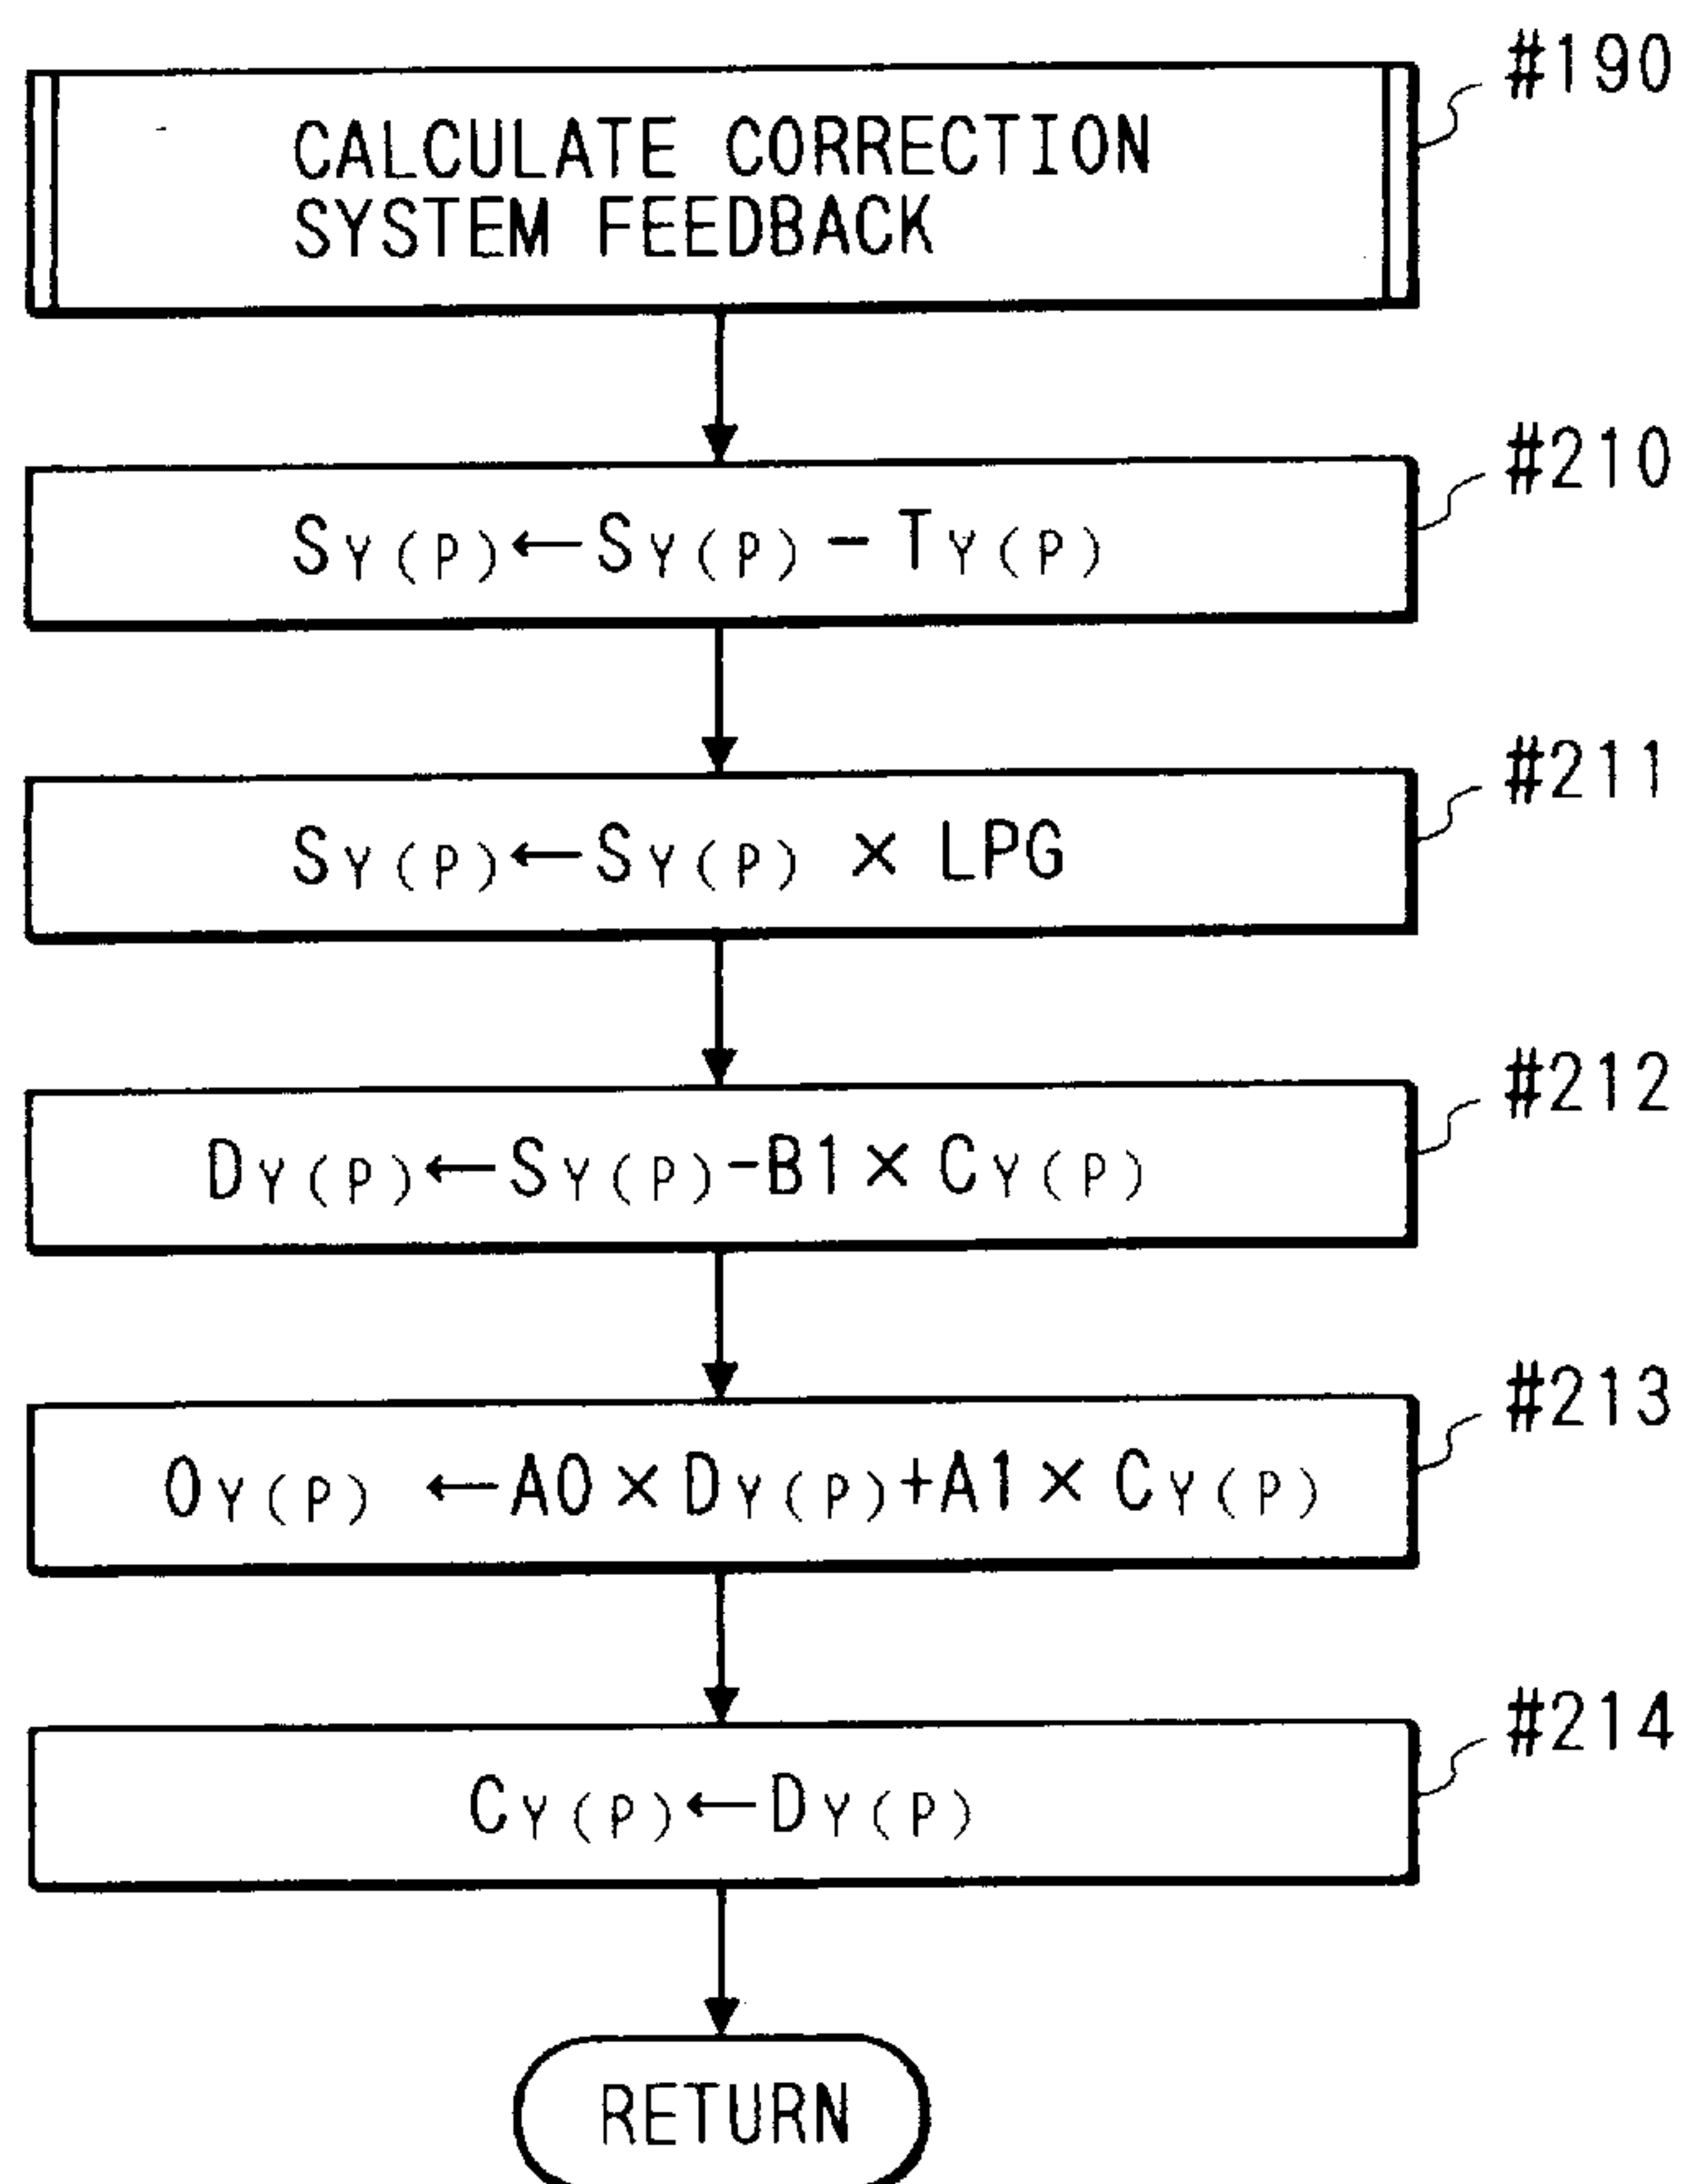 #190
CALCULATE CORRECTION
SYSTEM FEEDBACK
#210
SY(P)←SY(P)-TY(P)
#211
SY(P)←SY(P) × LPG
#212
DY(P)←SY(P)-B1×CY(P)
#213
OY(P) ←A0×DY(P)+A1×CY(P)
#214
CY(P)←DY(P)
RETURN